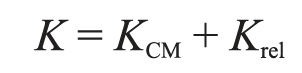 K = K_CM + K_rel